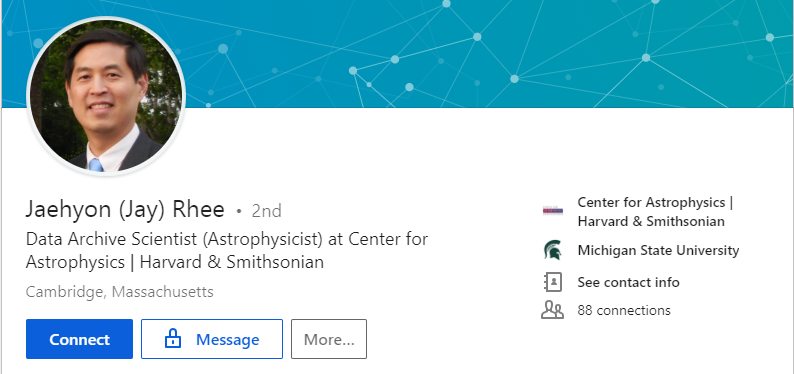 Jaehyon (Jay) Rhee • 2nd
Data Archive Scientist (Astrophysicist) at Center for
Astrophysics | Harvard & Smithsonian
Cambridge, Massachusetts
Connect
Message
More...
Center for Astrophysics |
Harvard & Smithsonian
Michigan State University
See contact info
88 connections